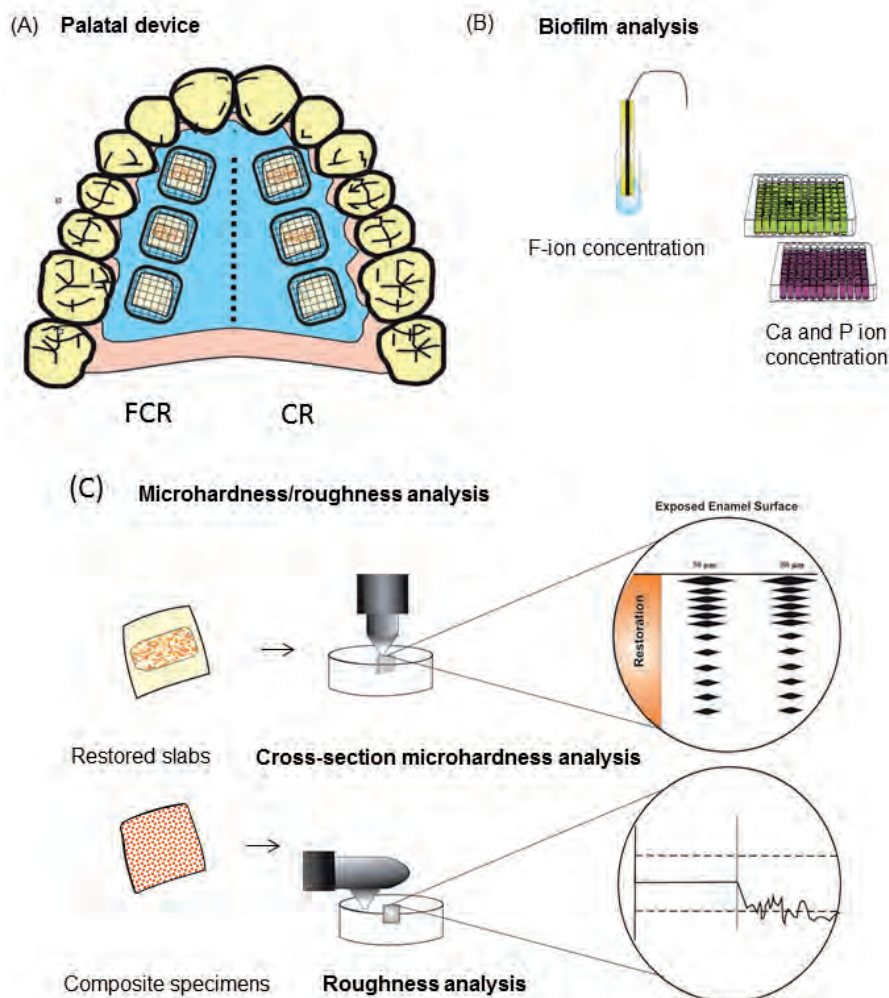 (A) Palatal device
(B) Biofilm analysis
F-ion concentration
Ca and P ion
concentration
FCR CR
(C) Microhardness/roughness analysis
Exposed Enamel Surface
Restoration
Restored slabs
Cross-section microhardness analysis
Composite specimens
Roughness analysis